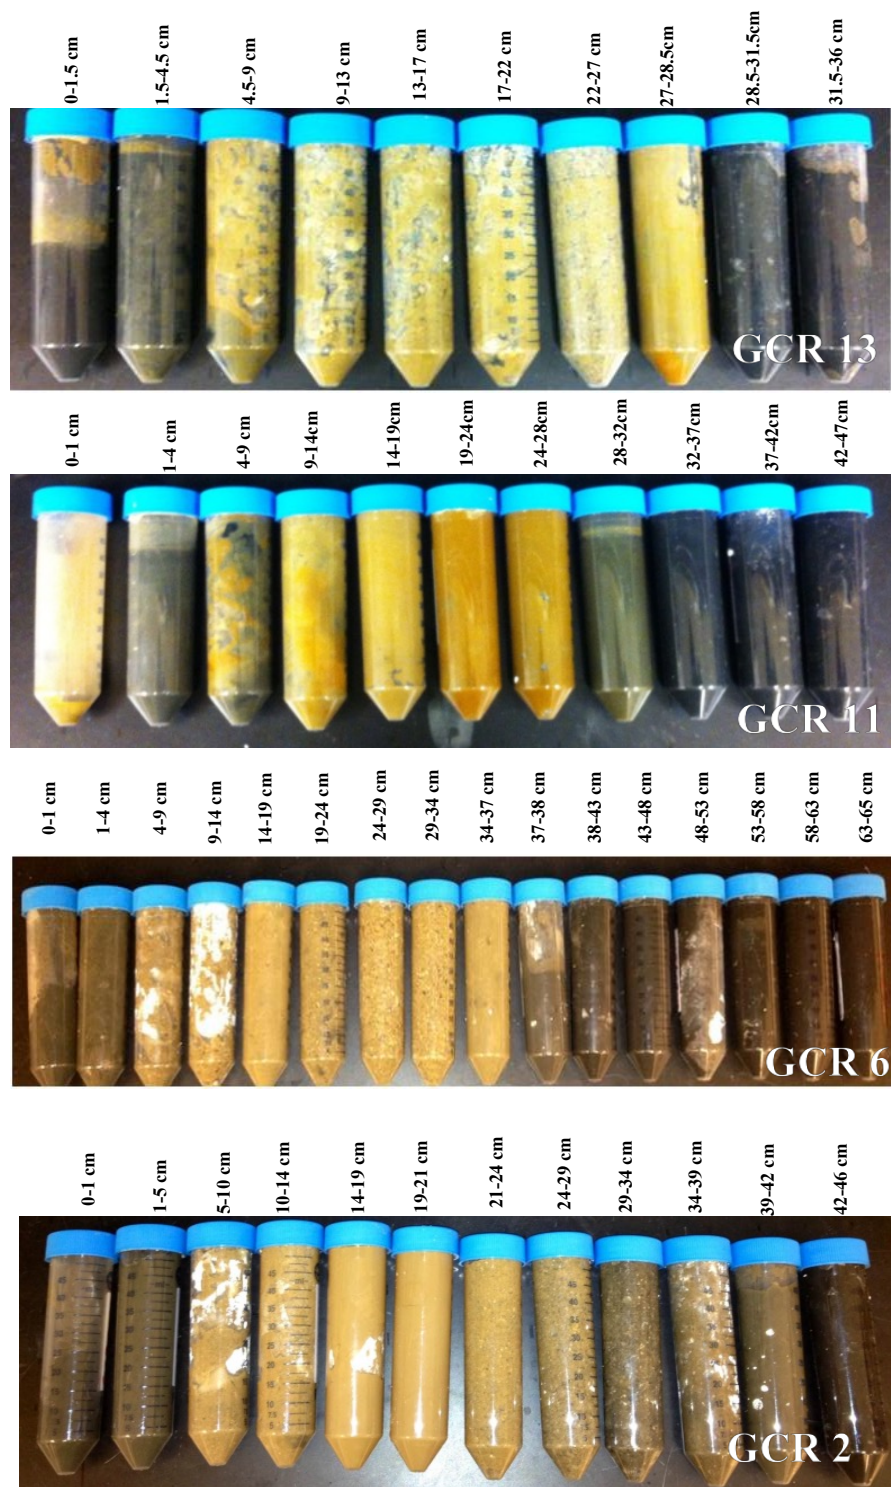 0-1.5 cm
1.5-4.5 cm
4.5-9 cm
9-13 cm
13-17 cm
17-22 cm
22-27 cm
27-28.5cm
28.5-31.5cm
31.5-36 cm
GCR 13
0-1 cm
1-4 cm
4-9 cm
9-14cm
14-19cm
19-24cm
24-28cm
28-32cm
32-37cm
37-42cm
42-47cm
GCR 11
0-1 cm
1-4 cm
4-9 cm
9-14 cm
14-19 cm
19-24 cm
24-29 cm
29-34 cm
34-37 cm
37-38 cm
38-43 cm
43-48 cm
48-53 cm
53-58 cm
58-63 cm
63-65 cm
GCR 6
0-1 cm
1-5 cm
5-10 cm
10-14 cm
14-19 cm
19-21 cm
21-24 cm
24-29 cm
29-34 cm
34-39 cm
39-42 cm
42-46 cm
GCR 2